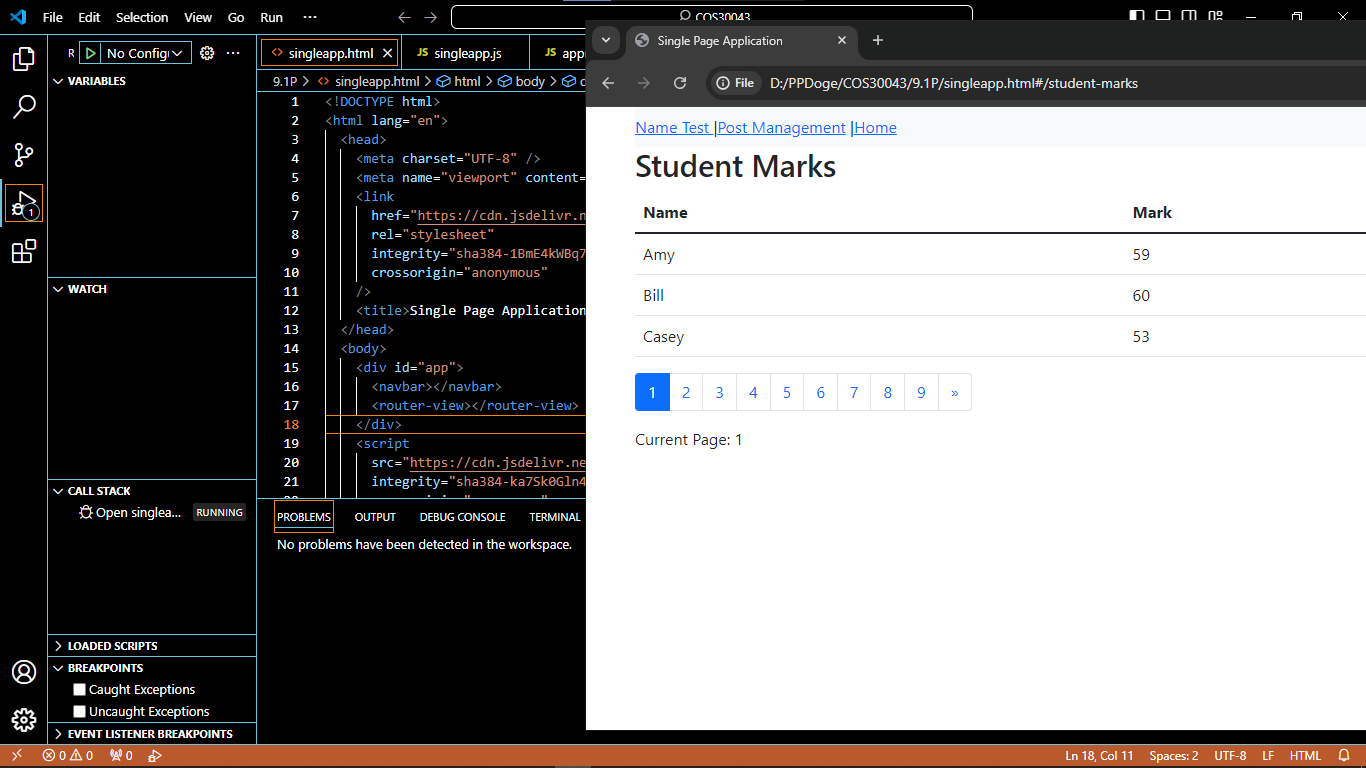 File Edit Selection View Go Run ···
COS30043
R No Config
VARIABLES
WATCH
CALL STACK
Open singlea... RUNNING
LOADED SCRIPTS
BREAKPOINTS
Caught Exceptions
Uncaught Exceptions
EVENT LISTENER BREAKPOINTS
1
singleapp.html
JS singleapp.js
JS app
9.1P > singleapp.html > html > body >
1 <!DOCTYPE html>
2 <html lang="en">
3 <head>
4 <meta charset="UTF-8" />
5 <meta name="viewport" content=
6 <link
7 href="https://cdn.jsdelivr.ne
8 rel="stylesheet"
9 integrity="sha384-1BmE4kWBq7
10 crossorigin="anonymous"
11 />
12 <title>Single Page Application
13 </head>
14 <body>
15 <div id="app">
16 <navbar></navbar>
17 <router-view></router-view>
18 </div>
19 <script
20 src="https://cdn.jsdelivr.ne
21 integrity="sha384-ka7Sk0Gln4
PROBLEMS OUTPUT DEBUG CONSOLE TERMINAL
No problems have been detected in the workspace.
Single Page Application
File D:/PPDoge/COS30043/9.1P/singleapp.html#/student-marks
Name Test |Post Management |Home
Student Marks
Name Mark
Amy 59
Bill 60
Casey 53
1 2 3 4 5 6 7 8 9 »
Current Page: 1
0 0 0
Ln 18, Col 11 Spaces: 2 UTF-8 LF HTML